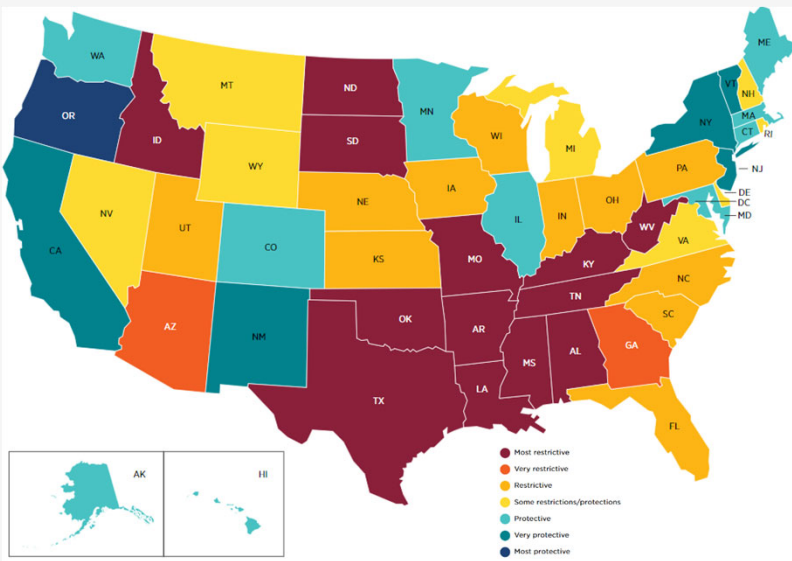 WA
MT
ND
MN
ME
VT
NH
OR
ID
SD
WI
NY
MA
CT
RI
WY
MI
NJ
PA
NV
NE
IA
IL
IN
OH
DE
DC
MD
UT
CO
WV
VA
CA
KS
MO
KY
NC
TN
AZ
NM
OK
AR
SC
MS
AL
GA
TX
LA
FL
AK
HI
Most restrictive
Very restrictive
Restrictive
Some restrictions/protections
Protective
Very protective
Most protective